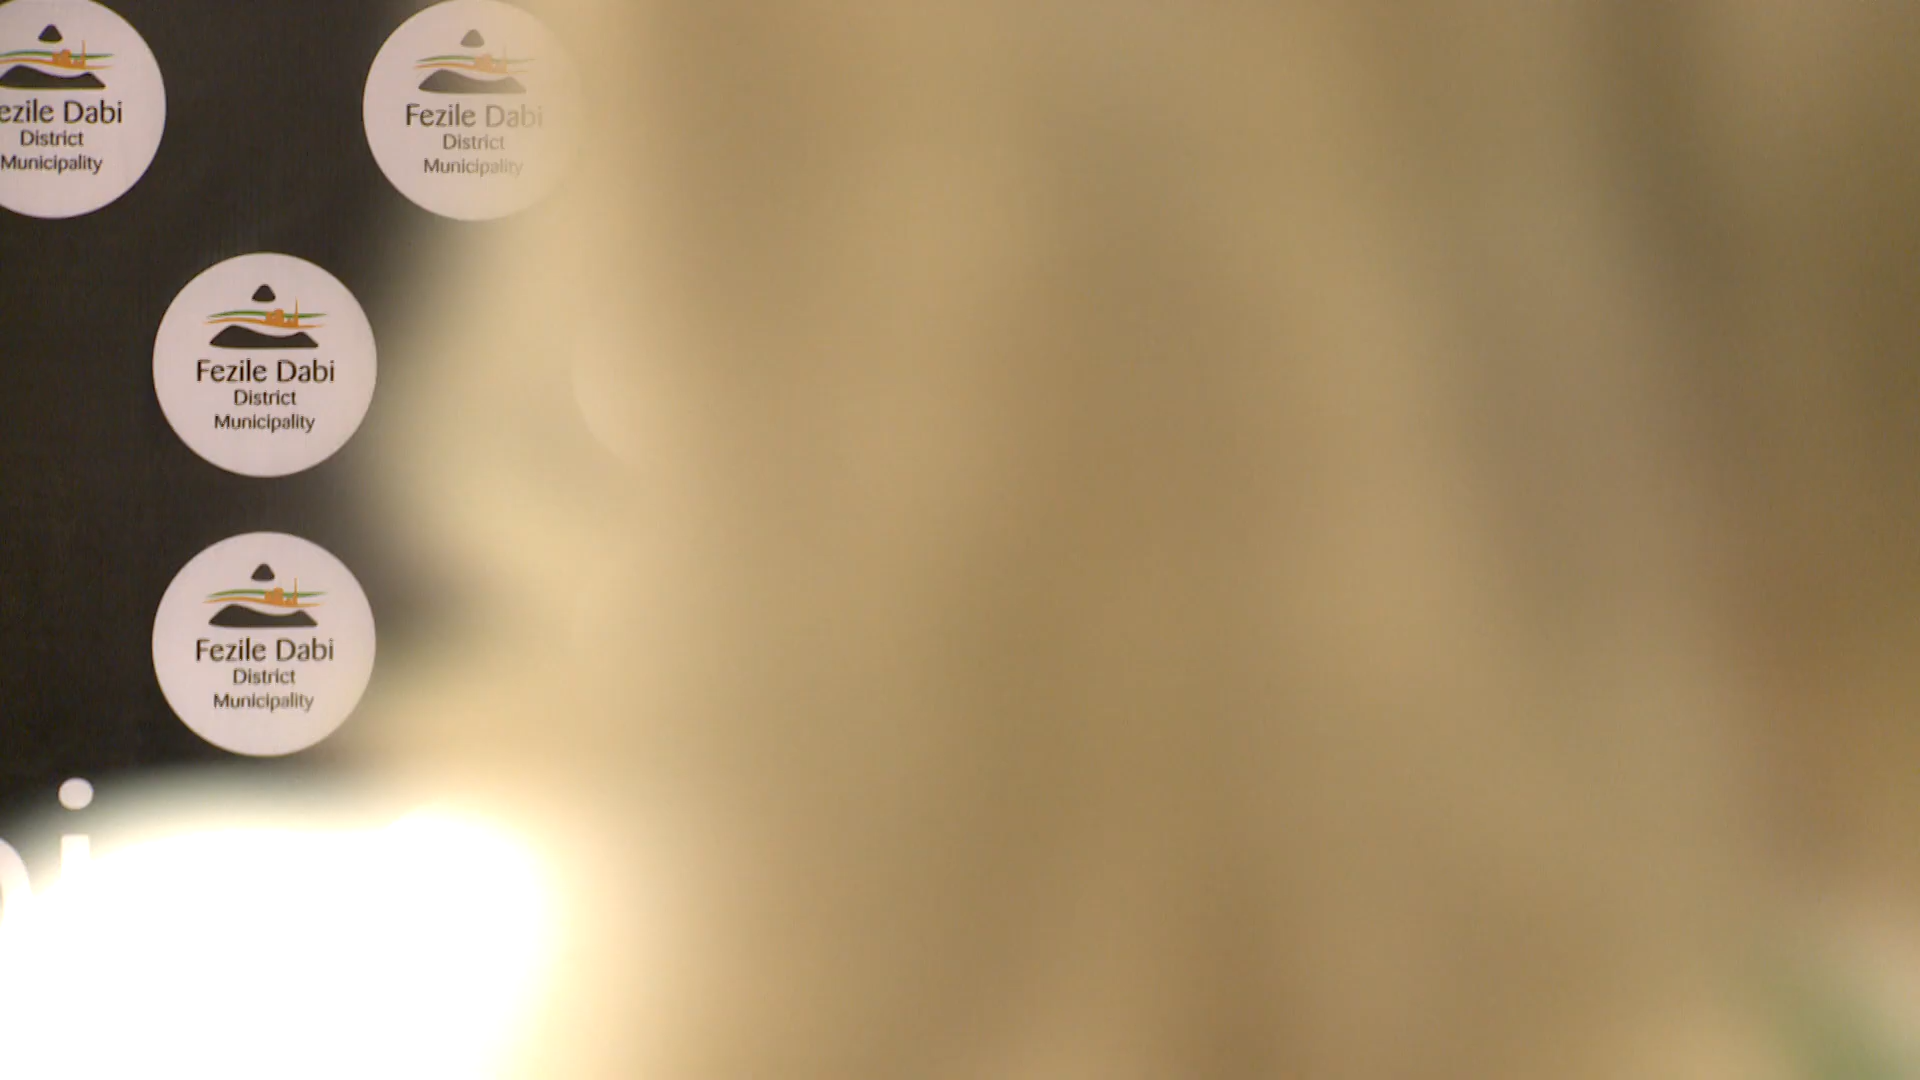 ezile Dabi
District
Municipality
Fezile Dabi
District
Municipality
Fezile Dabi
District
Municipality
Fezile Dabi
District
Municipality
i